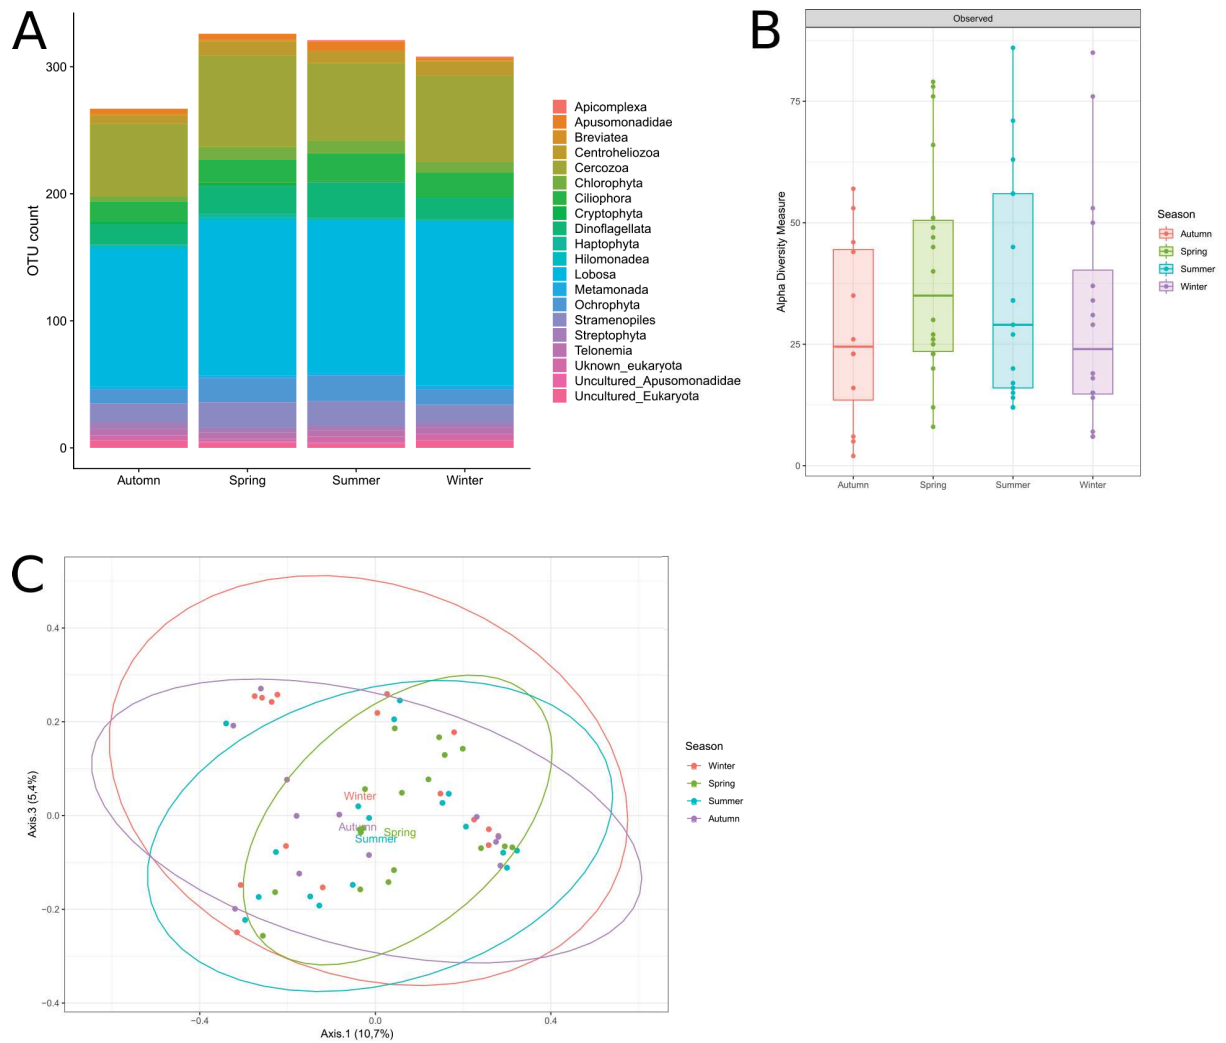 A
OTU count
300
200
100
0
Automn
Spring
Summer
Winter
Apicomplexa
Apusomonadidae
Breviatea
Centroheliozoa
Cercozoa
Chlorophyta
Ciliophora
Cryptophyta
Dinoflagellata
Haptophyta
Hilomonadea
Lobosa
Metamonada
Ochrophyta
Stramenopiles
Streptophyta
Telonemia
Uknown_eukaryota
Uncultured_Apusomonadidae
Uncultured_Eukaryota
B
Observed
Alpha Diversity Measure
75
50
25
0
Autumn
Spring
Summer
Winter
Season
Autumn
Spring
Summer
Winter
C
Axis.3 (5,4%)
0.4
0.2
0.0
−0.2
−0.4
Winter
Autumn
Spring
Summer
−0.4
0.0
0.4
Axis.1 (10,7%)
Season
Winter
Spring
Summer
Autumn